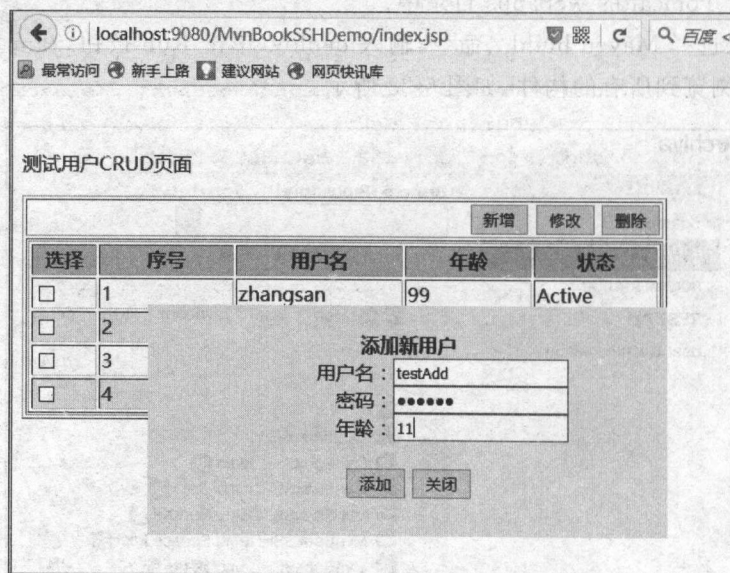 localhost:9080/MvnBookSSHDemo/index.jsp
百度 <
最常访问 新手上路 建议网站 网页快讯库
测试用户CRUD页面
新增 修改 删除
选择 序号 用户名 年龄 状态
1 zhangsan 99 Active
2
3
4
添加新用户
用户名：testAdd
密码：●●●●●●
年龄：11
添加 关闭